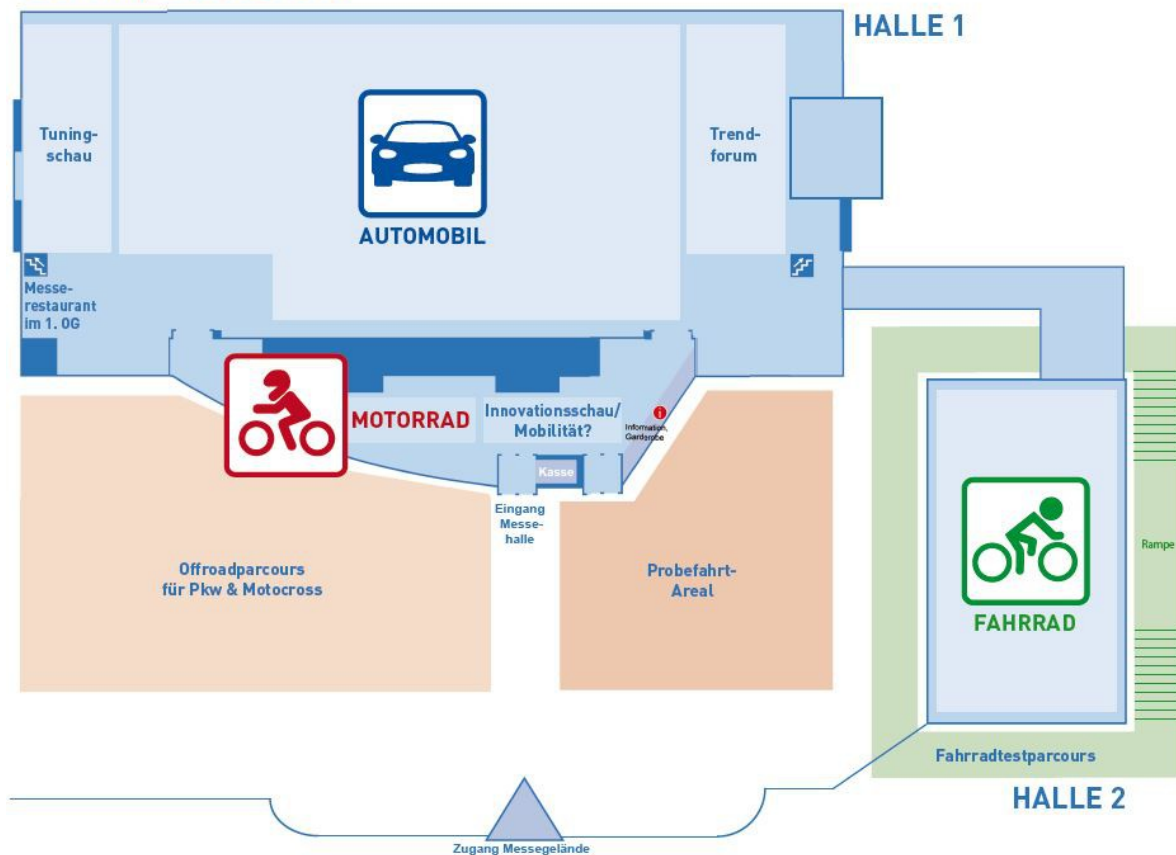 HALLE 1
Tuning-
schau
Trend-
forum
AUTOMOBIL
Messe-
restaurant
im 1. OG
MOTORRAD
Innovationsschau/
Mobilität?
i
Information,
Garderobe
Kasse
Eingang
Messe-
halle
Offroadparcours
für Pkw & Motocross
Probefahrt-
Areal
Rampe
FAHRRAD
Fahrradtestparcours
HALLE 2
Zugang Messegelände